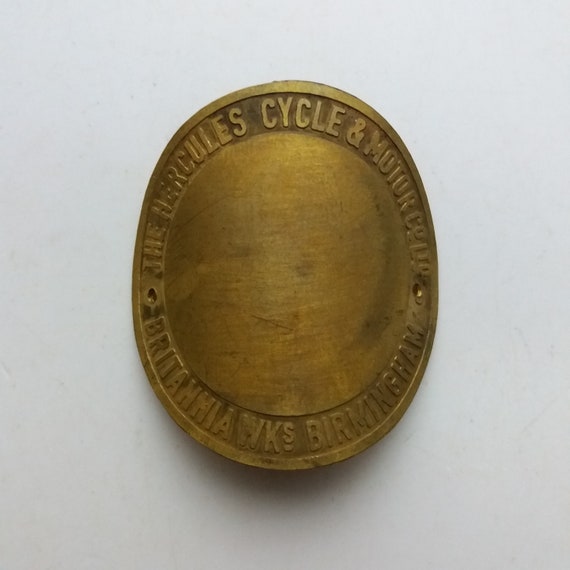 THE HERCULES CYCLE & MOTOR Co LTD
BRITANNIA WKS BIRMINGHAM